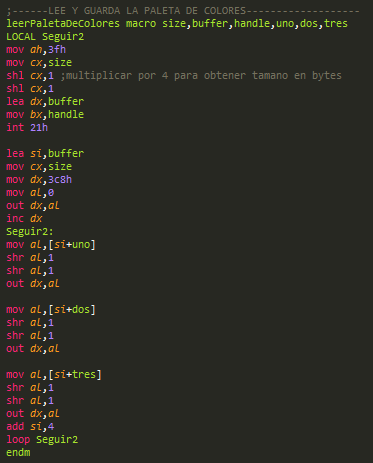 ;------LEE Y GUARDA LA PALETA DE COLORES-------------------
leerPaletaDeColores macro size,buffer,handle,uno,dos,tres
LOCAL Seguir2
mov ah,3fh
mov cx,size
shl cx,1 ;multiplicar por 4 para obtener tamano en bytes
shl cx,1
lea dx,buffer
mov bx,handle
int 21h
lea si,buffer
mov cx,size
mov dx,3c8h
mov al,0
out dx,al
inc dx
Seguir2:
mov al,[si+uno]
shr al,1
shr al,1
out dx,al
mov al,[si+dos]
shr al,1
shr al,1
out dx,al
mov al,[si+tres]
shr al,1
shr al,1
out dx,al
add si,4
loop Seguir2
endm